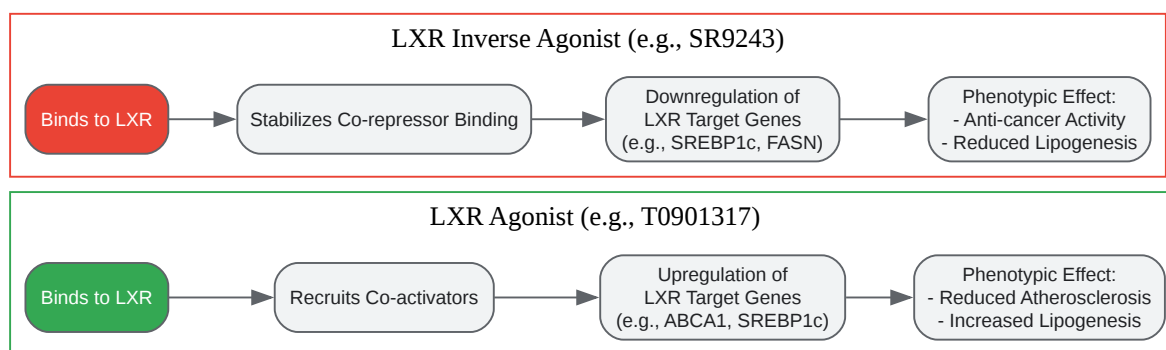 LXR Inverse Agonist (e.g., SR9243)
Binds to LXR
Stabilizes Co-repressor Binding
Downregulation of
LXR Target Genes
(e.g., SREBP1c, FASN)
Phenotypic Effect:
- Anti-cancer Activity
- Reduced Lipogenesis
LXR Agonist (e.g., T0901317)
Binds to LXR
Recruits Co-activators
Upregulation of
LXR Target Genes
(e.g., ABCA1, SREBP1c)
Phenotypic Effect:
- Reduced Atherosclerosis
- Increased Lipogenesis